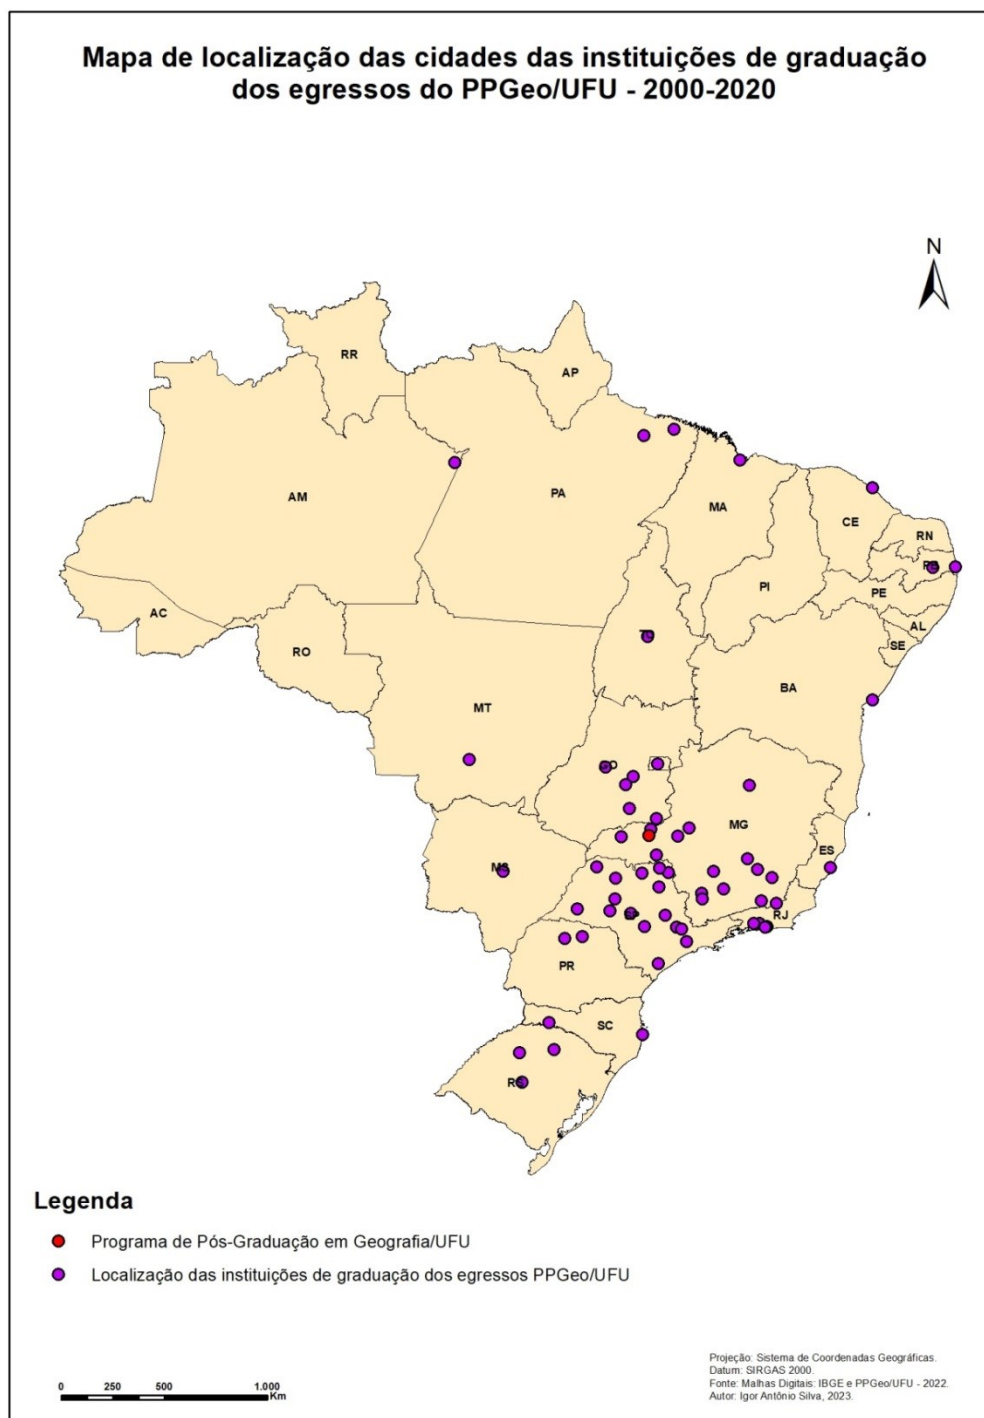 Mapa de localização das cidades das instituições de graduação
dos egressos do PPGeo/UFU - 2000-2020
N
RR
AP
AM
PA
MA
CE
RN
PB
PI
PE
AC
TO
AL
SE
RO
BA
MT
GO
MG
MS
ES
SP
RJ
PR
SC
RS
Legenda
Programa de Pós-Graduação em Geografia/UFU
Localização das instituições de graduação dos egressos PPGeo/UFU
Projeção: Sistema de Coordenadas Geográficas.
Datum: SIRGAS 2000.
Fonte: Malhas Digitais: IBGE e PPGeo/UFU - 2022.
Autor: Igor Antônio Silva, 2023.
0 250 500 1.000
Km